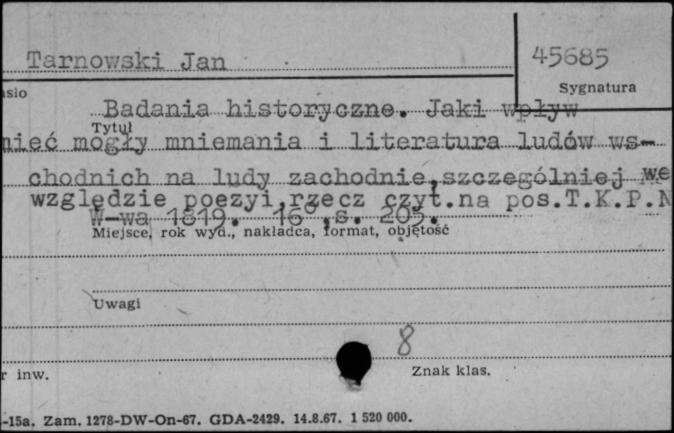 Tarnowski Jan
45685
asło
Sygnatura
Badania historyczne. Jaki wpływ
Tytuł
mieć mogły mniemania i literatura ludów ws-
chodnich na ludy zachodnie,szczególniej we
względzie poezyi,rzecz czyt.na pos.T.K.P.N
W-wa 1819. 16°,s. 205.
Miejsce, rok wyd., nakładca, format, objętość
Uwagi
8
r inw.
Znak klas.
-15a. Zam. 1278-DW-On-67. GDA-2429. 14.8.67. 1 520 000.